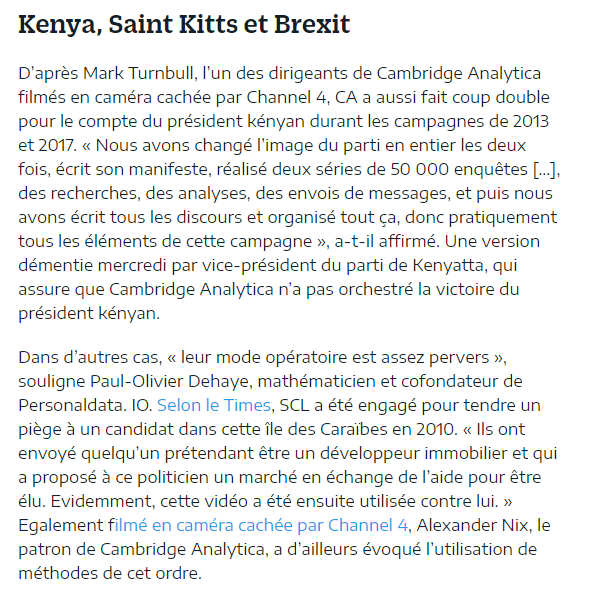 Kenya, Saint Kitts et Brexit
D'après Mark Turnbull, l'un des dirigeants de Cambridge Analytica
filmés en caméra cachée par Channel 4, CA a aussi fait coup double
pour le compte du président kényan durant les campagnes de 2013
et 2017. « Nous avons changé l'image du parti en entier les deux
fois, écrit son manifeste, réalisé deux séries de 50 000 enquêtes [...],
des recherches, des analyses, des envois de messages, et puis nous
avons écrit tous les discours et organisé tout ça, donc pratiquement
tous les éléments de cette campagne », a-t-il affirmé. Une version
démentie mercredi par vice-président du parti de Kenyatta, qui
assure que Cambridge Analytica n'a pas orchestré la victoire du
président kényan.
Dans d'autres cas, « leur mode opératoire est assez pervers »,
souligne Paul-Olivier Dehaye, mathématicien et cofondateur de
Personaldata. IO. Selon le Times, SCL a été engagé pour tendre un
piège à un candidat dans cette île des Caraïbes en 2010. « Ils ont
envoyé quelqu'un prétendant être un développeur immobilier et qui
a proposé à ce politicien un marché en échange de l'aide pour être
élu. Evidemment, cette vidéo a été ensuite utilisée contre lui. »
Egalement filmé en caméra cachée par Channel 4, Alexander Nix, le
patron de Cambridge Analytica, a d'ailleurs évoqué l'utilisation de
méthodes de cet ordre.